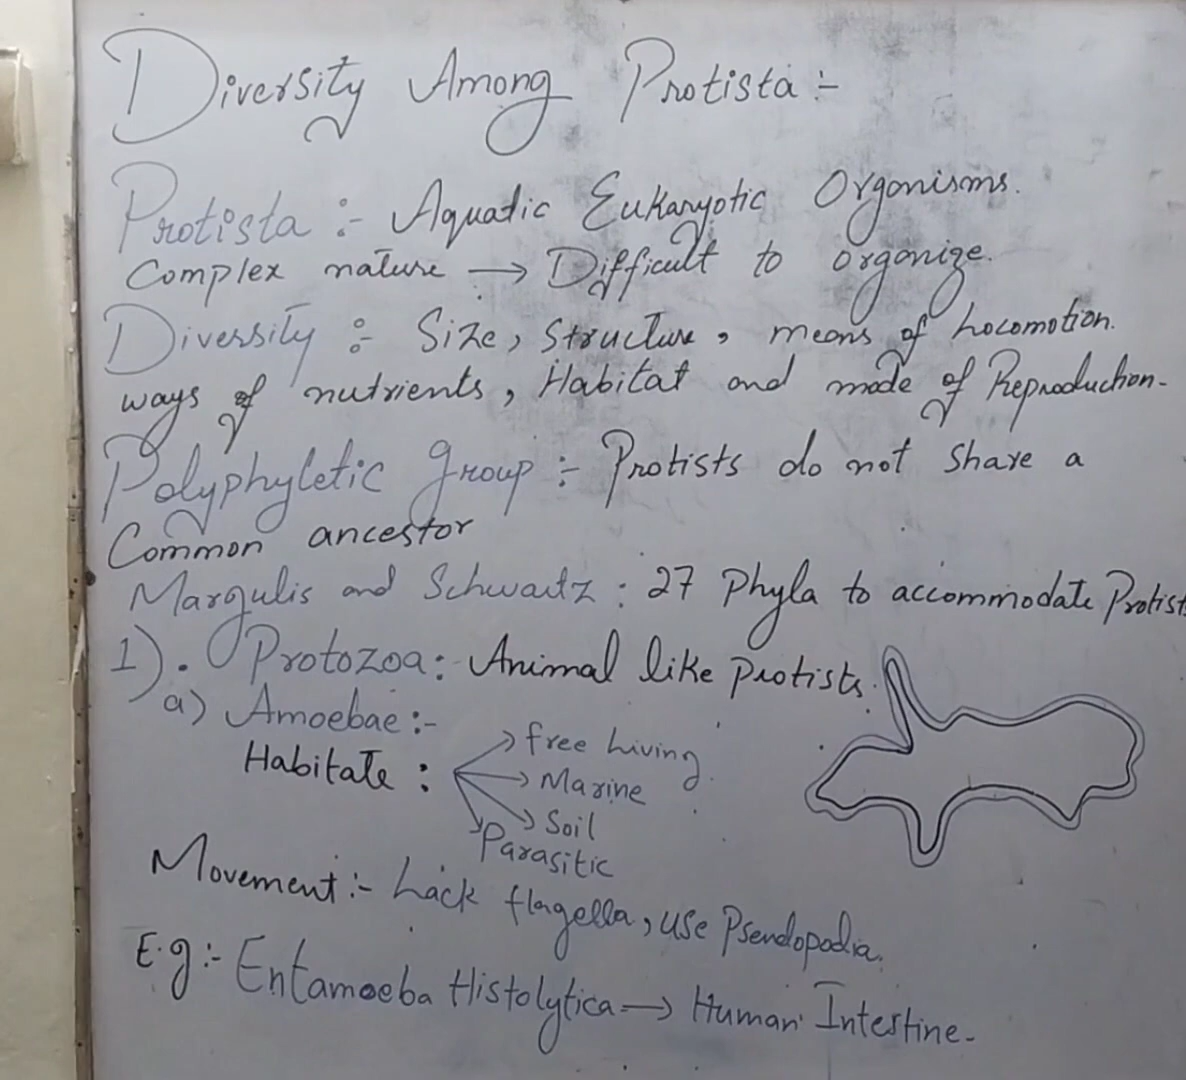 Diversity Among Protista :-
Protista :- Aquatic Eukaryotic Organisms.
Complex nature → Difficult to organize.
Diversity :- Size, Structure, means of Locomotion.
ways of nutrients, Habitat and mode of Reproduction.
Polyphyletic group :- Protists do not Share a
Common ancestor
Margulis and Schwartz : 27 Phyla to accommodate Protists
1). Protozoa: Animal like protists.
a) Amoebae :-
Habitate : → free Living.
→ Marine
→ Soil
Parasitic
Movement :- Lack flagella, use Pseudopodia.
E.g :- Entamoeba Histolytica → Human Intestine.